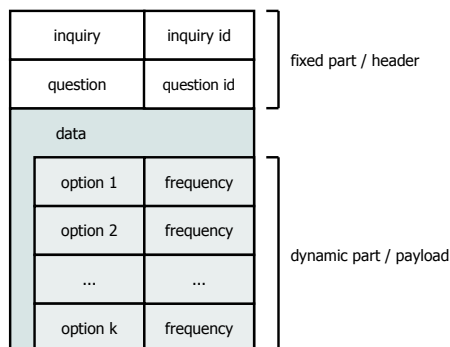 inquiry inquiry id
fixed part / header
question question id
data
option 1 frequency
option 2 frequency
dynamic part / payload
... ...
option k frequency